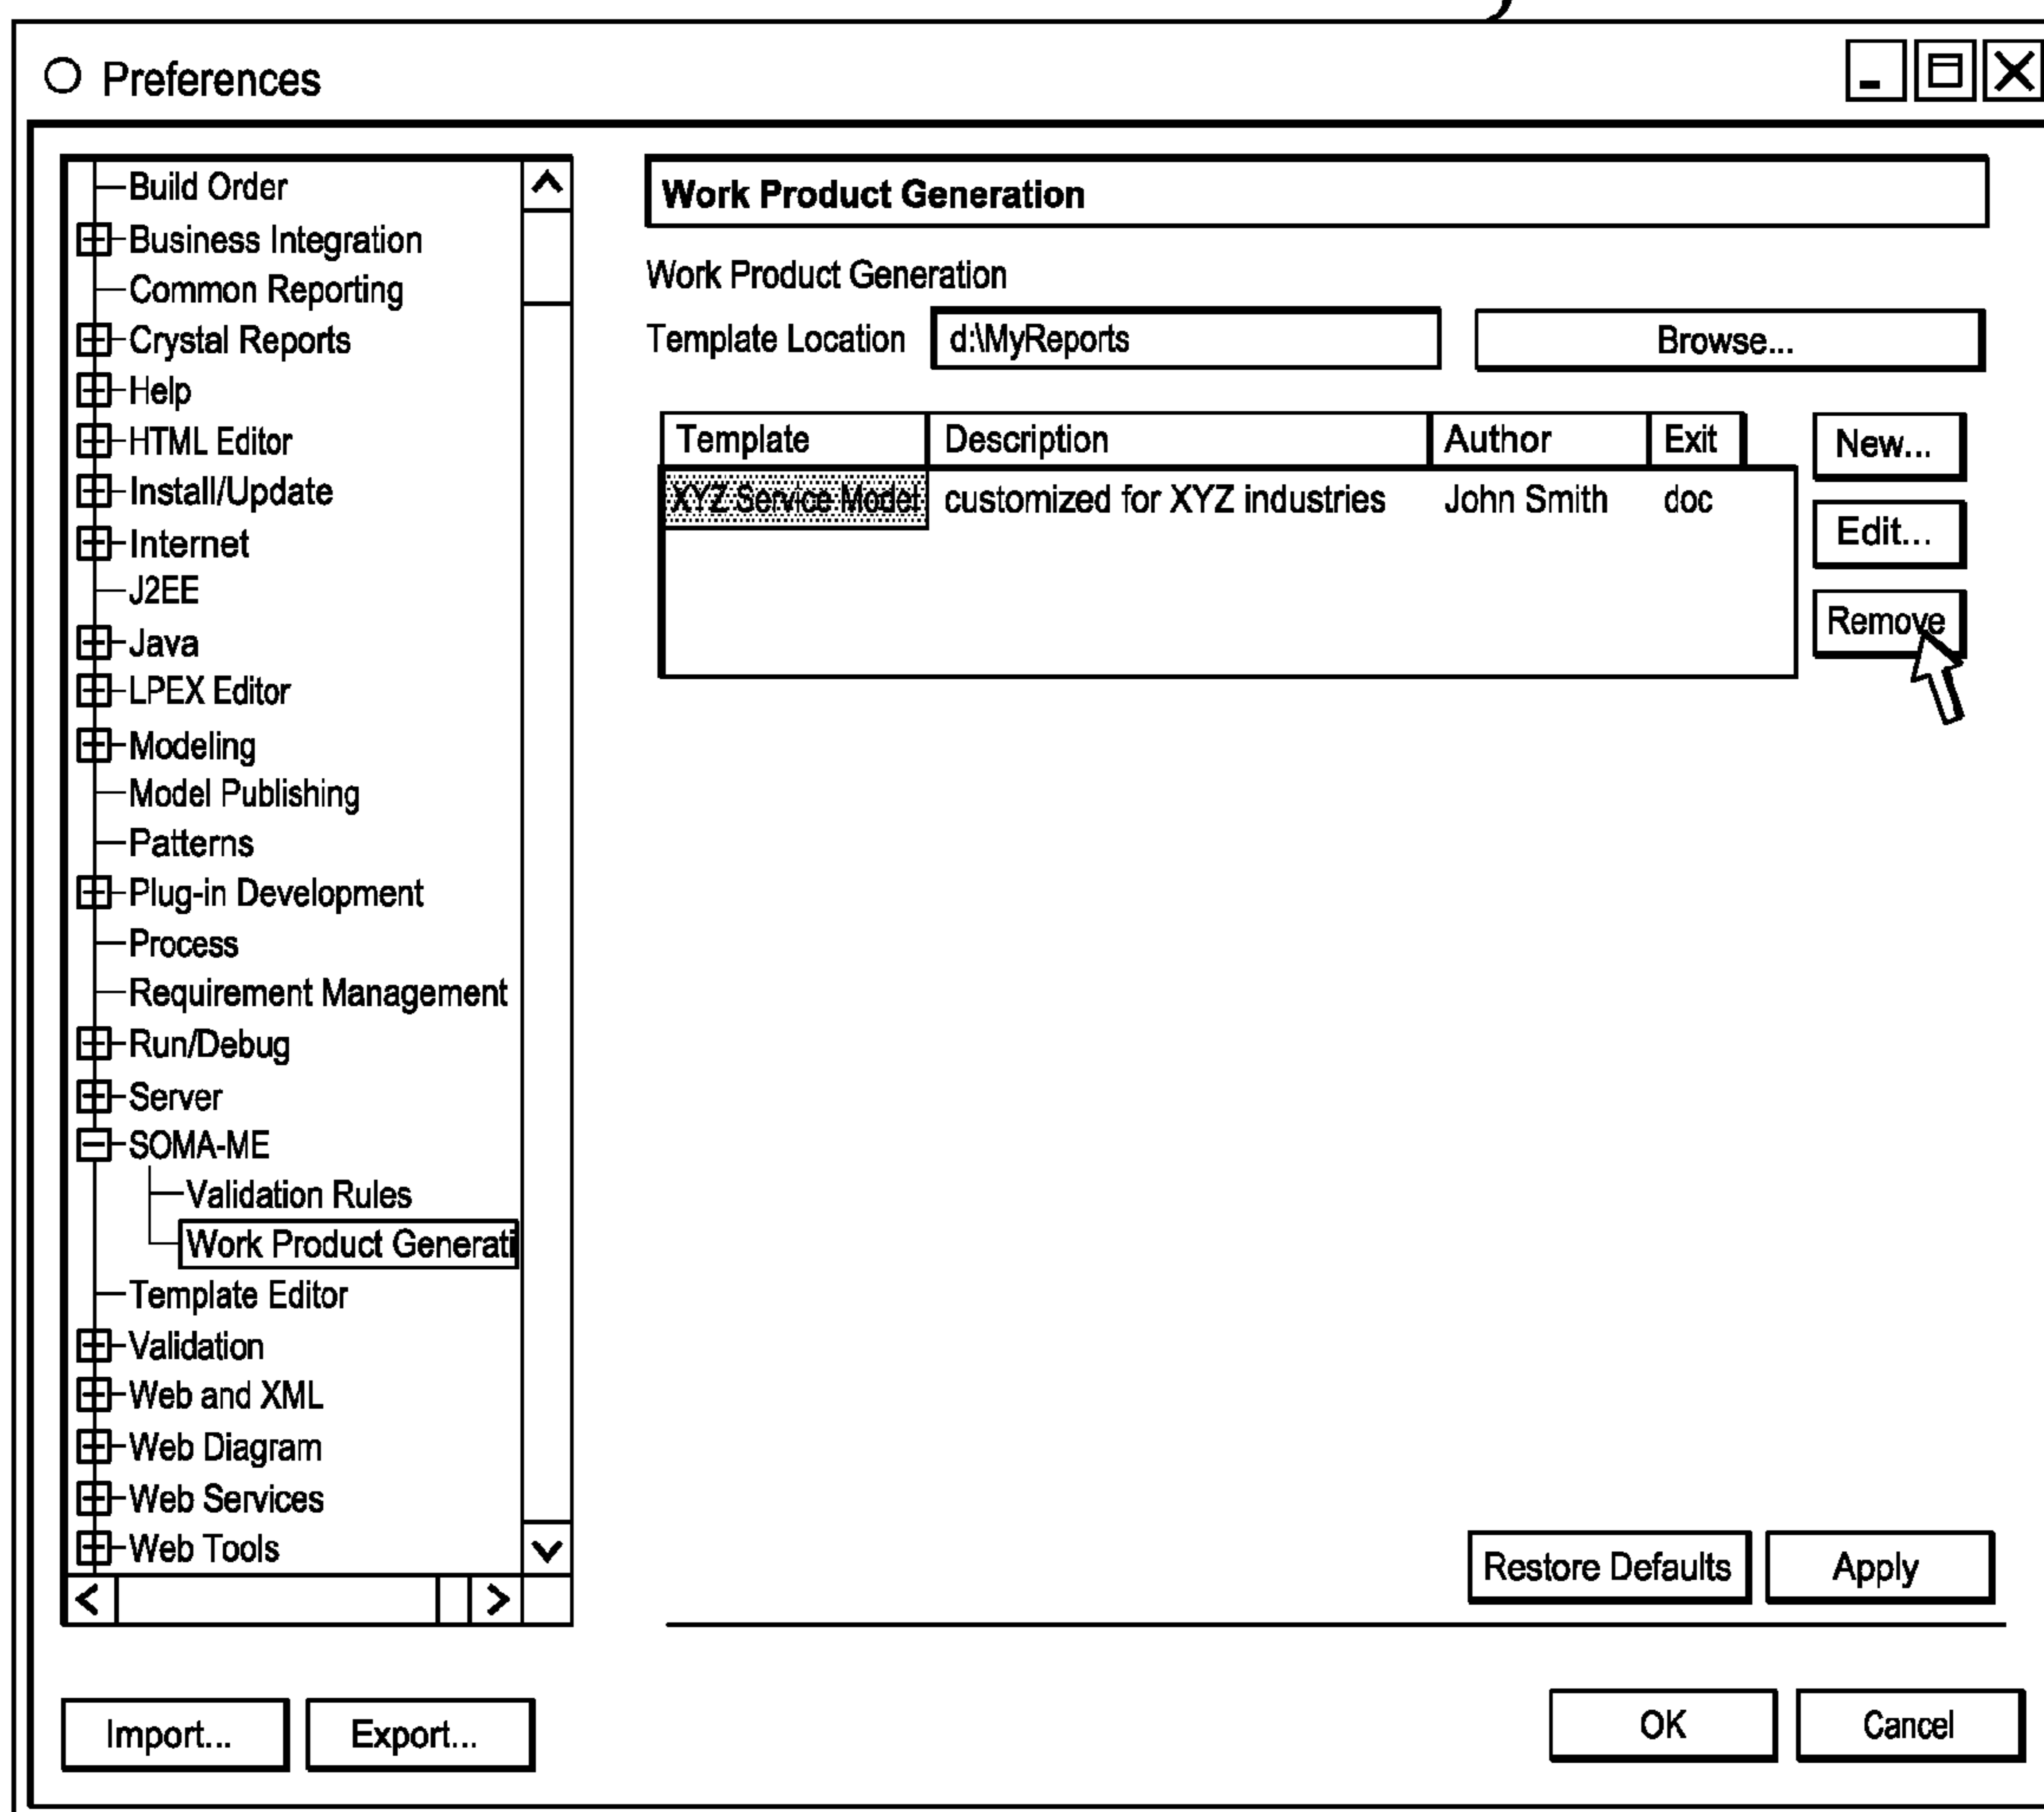 Preferences
Build Order
Business Integration
Common Reporting
Crystal Reports
Help
HTML Editor
Install/Update
Internet
J2EE
Java
LPEX Editor
Modeling
Model Publishing
Patterns
Plug-in Development
Process
Requirement Management
Run/Debug
Server
SOMA-ME
Validation Rules
Work Product Generati
Template Editor
Validation
Web and XML
Web Diagram
Web Services
Web Tools
Import...
Export...
Work Product Generation
Work Product Generation
Template Location d:\MyReports Browse...
Template Description Author Exit
XYZ Service Model customized for XYZ industries John Smith doc
New...
Edit...
Remove
Restore Defaults Apply
OK Cancel